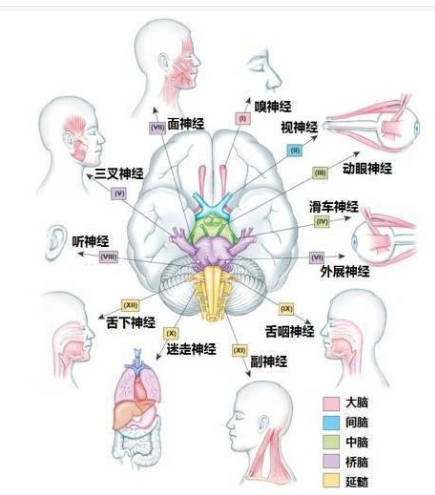 (VII) 面神经
(I)
嗅神经
视神经
(II)
(III) 动眼神经
三叉神经
(V)
滑车神经
(IV)
听神经
(VIII)
(VI)
外展神经
(XII)
舌下神经
(IX)
舌咽神经
(X)
迷走神经
(XI) 副神经
大脑
间脑
中脑
桥脑
延髓